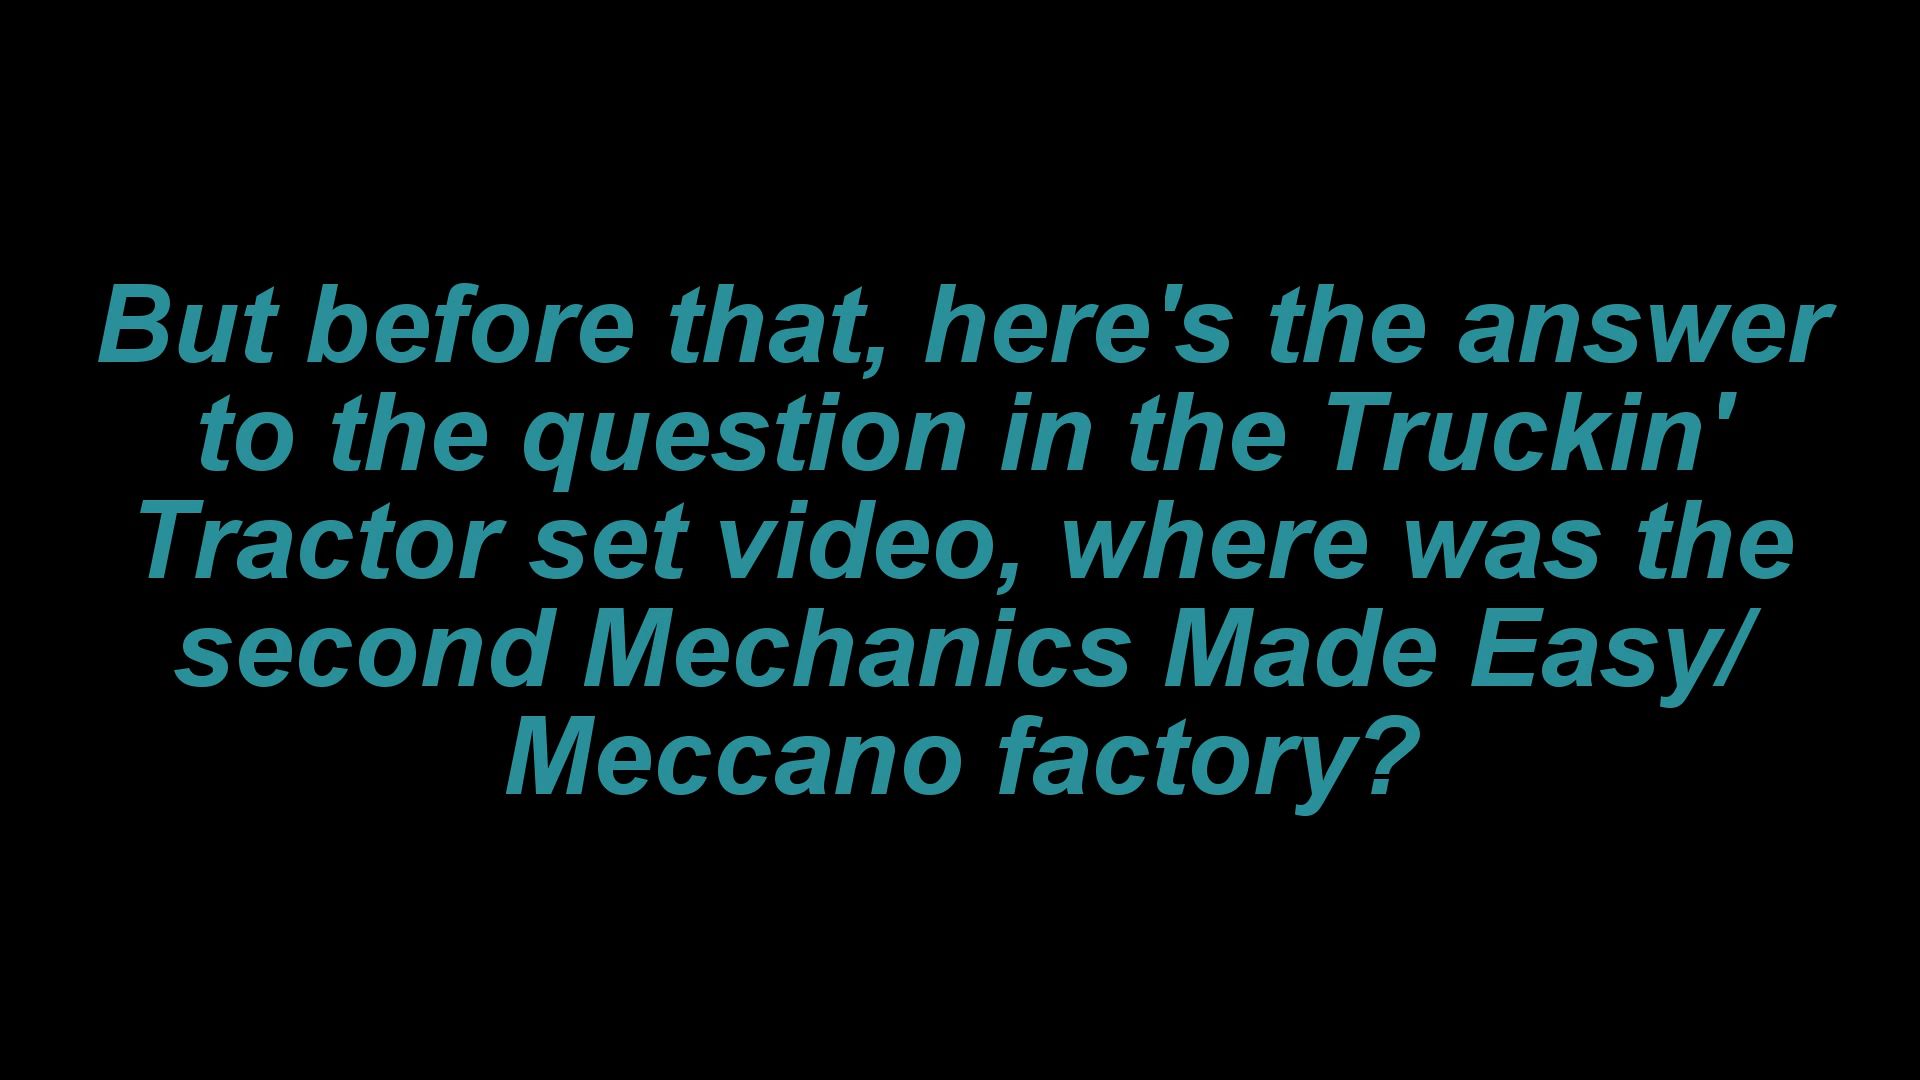 But before that, here's the answer
to the question in the Truckin'
Tractor set video, where was the
second Mechanics Made Easy/
Meccano factory?